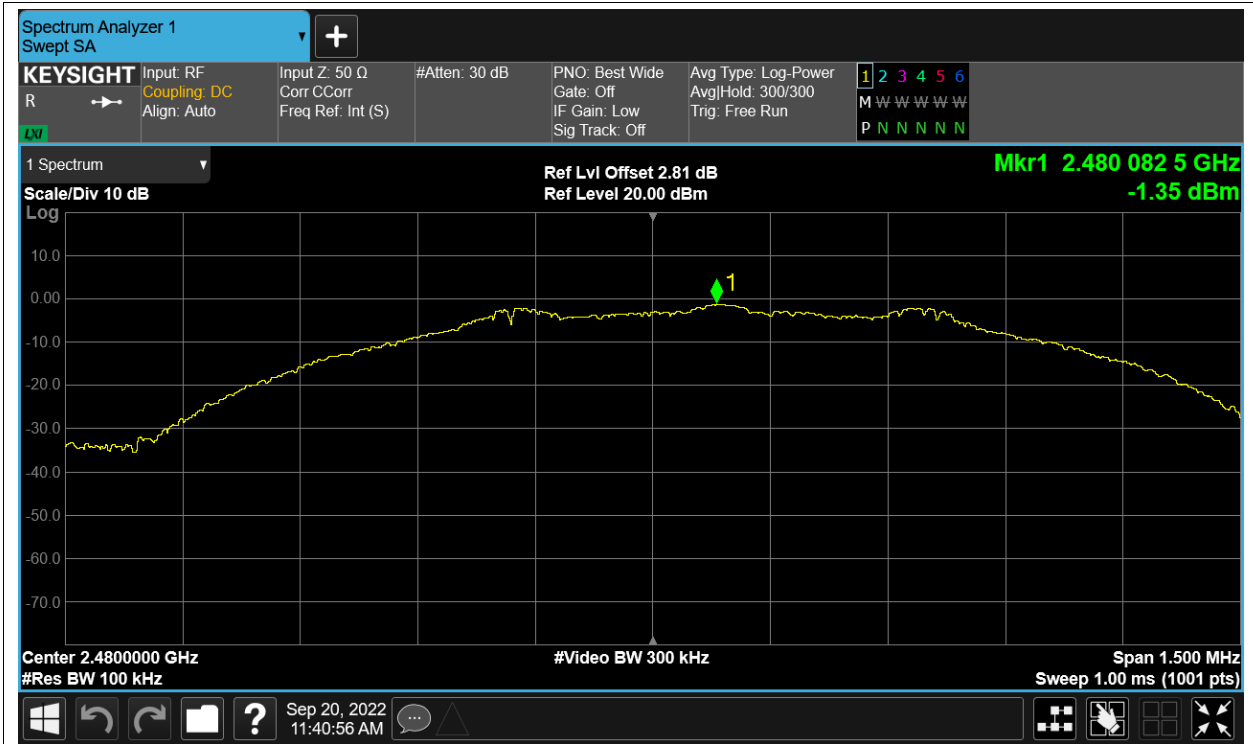 Spectrum Analyzer 1
Swept SA
▼
+
KEYSIGHT
R
LXI
Input: RF
Coupling: DC
Align: Auto
Input Z: 50 Ω
Corr CCorr
Freq Ref: Int (S)
#Atten: 30 dB
PNO: Best Wide
Gate: Off
IF Gain: Low
Sig Track: Off
Avg Type: Log-Power
Avg|Hold: 300/300
Trig: Free Run
1 2 3 4 5 6
M W W W W W
P N N N N N
1 Spectrum
Scale/Div 10 dB
Log
Ref Lvl Offset 2.81 dB
Ref Level 20.00 dBm
Mkr1 2.480 082 5 GHz
-1.35 dBm
10.0
0.00
-10.0
-20.0
-30.0
-40.0
-50.0
-60.0
-70.0
1
Center 2.4800000 GHz
#Res BW 100 kHz
#Video BW 300 kHz
Span 1.500 MHz
Sweep 1.00 ms (1001 pts)
?
Sep 20, 2022
11:40:56 AM